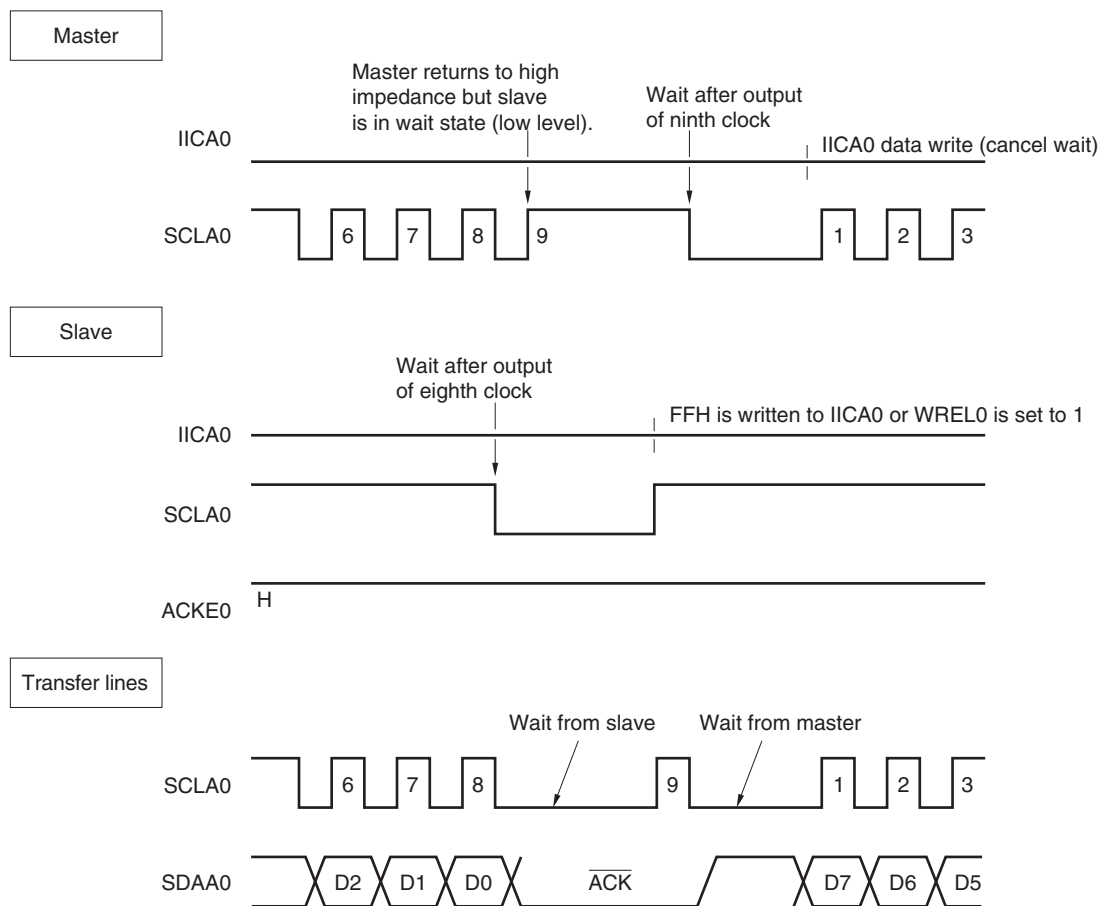 Master
Master returns to high
impedance but slave
is in wait state (low level).
Wait after output
of ninth clock
IICA0
IICA0 data write (cancel wait)
SCLA0
6 7 8 9 1 2 3
Slave
Wait after output
of eighth clock
FFH is written to IICA0 or WREL0 is set to 1
IICA0
SCLA0
H
ACKE0
Transfer lines
Wait from slave Wait from master
SCLA0 6 7 8 9 1 2 3
SDAA0 D2 D1 D0 ACK D7 D6 D5